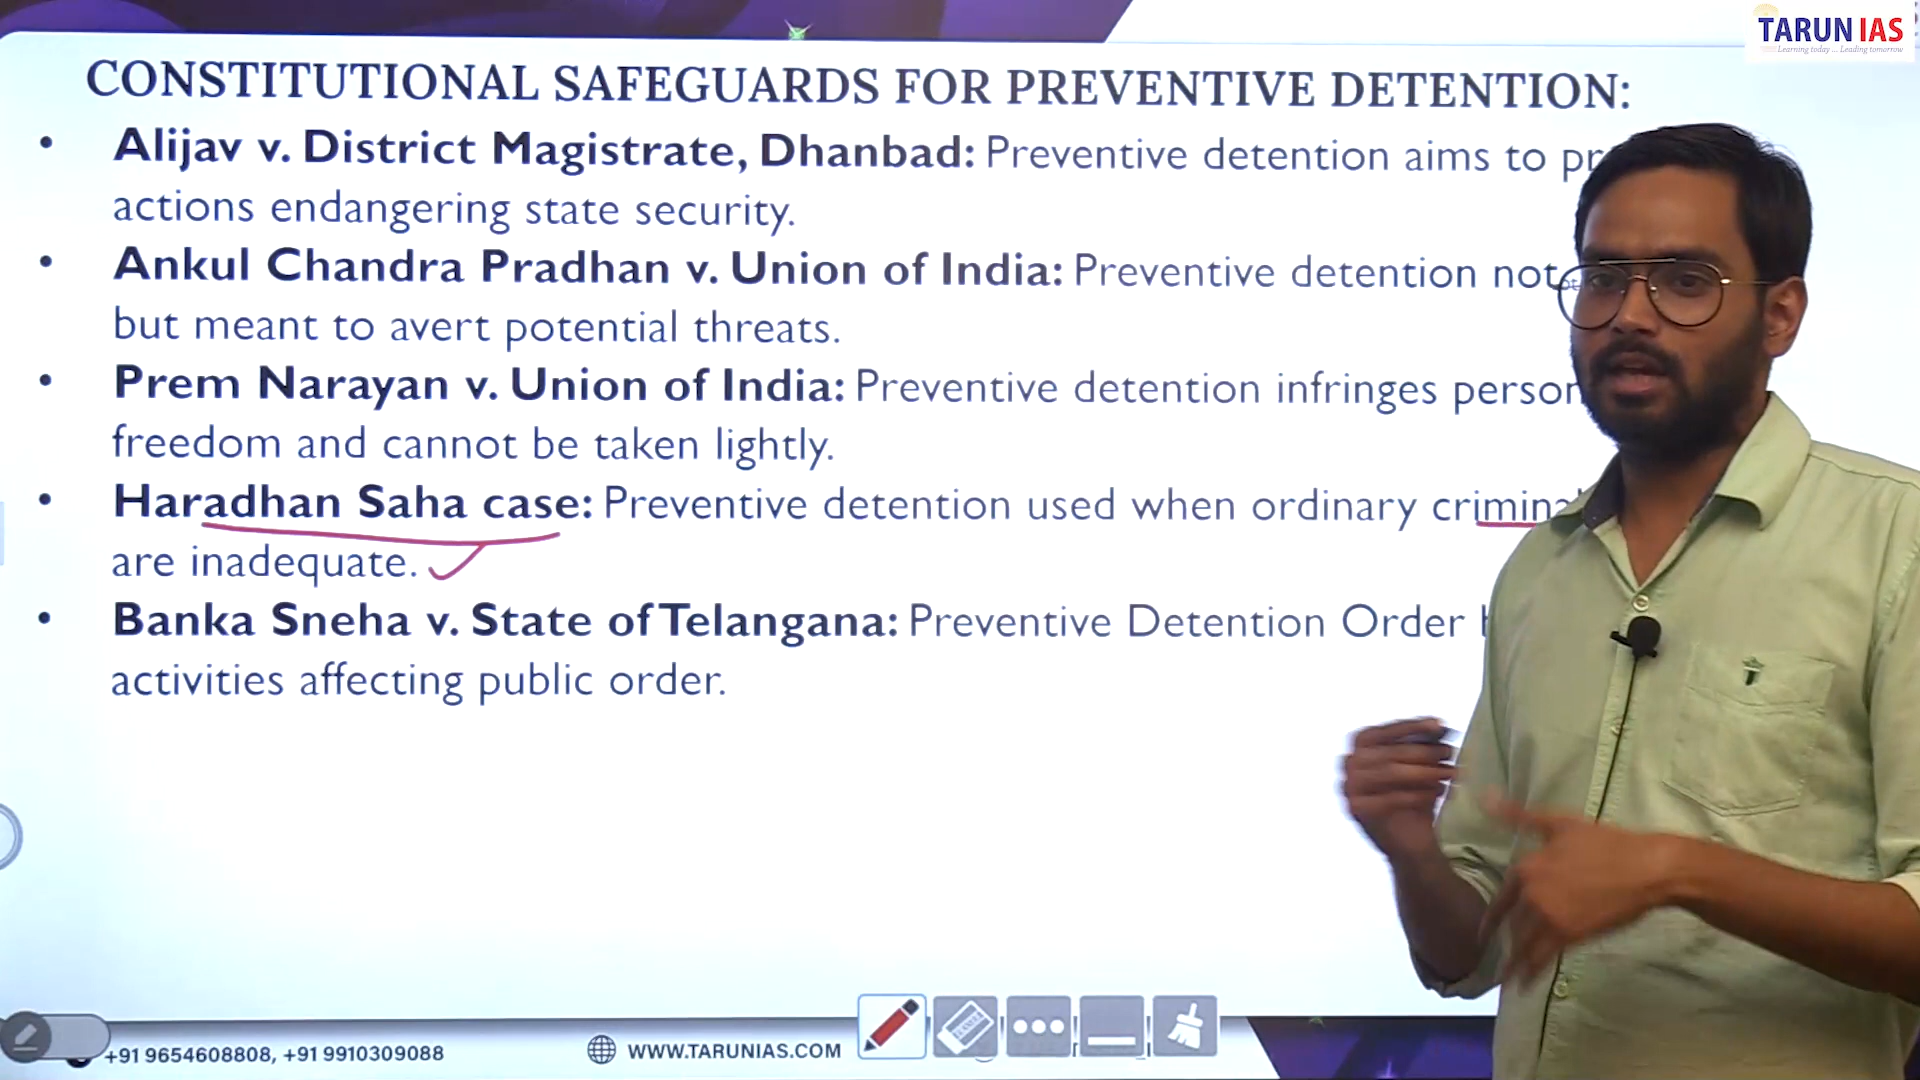 TARUN IAS
Learning today ... Leading tomorrow
CONSTITUTIONAL SAFEGUARDS FOR PREVENTIVE DETENTION:
• Alijav v. District Magistrate, Dhanbad: Preventive detention aims to
actions endangering state security.
• Ankul Chandra Pradhan v. Union of India: Preventive detention not
but meant to avert potential threats.
• Prem Narayan v. Union of India: Preventive detention infringes
freedom and cannot be taken lightly.
• Haradhan Saha case: Preventive detention used when ordinary
are inadequate.
• Banka Sneha v. State of Telangana: Preventive Detention Order
activities affecting public order.
+91 9654608808, +91 9910309088
WWW.TARUNIAS.COM